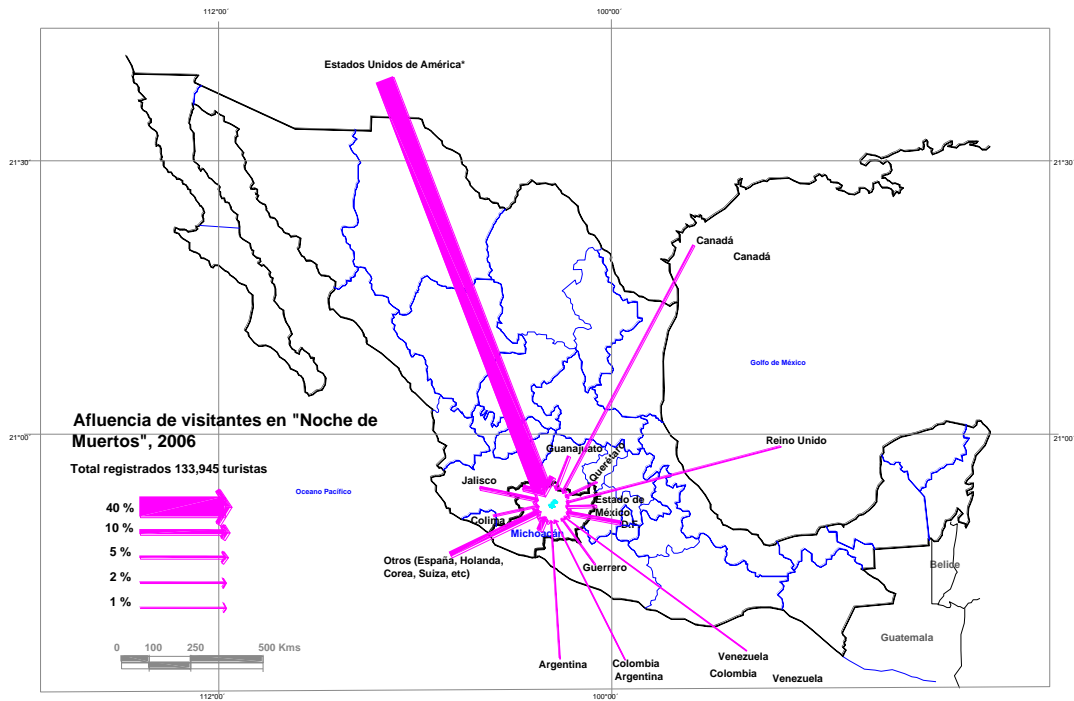 112°00´
100°00´
Estados Unidos de América*
21°30´
21°30´
Canadá
Canadá
Golfo de México
Afluencia de visitantes en "Noche de
Muertos", 2006
21°00´
21°00´
Reino Unido
Guanajuato
Querétaro
Total registrados 133,945 turistas
Jalisco
Oceano Pacífico
Estado de
México
40 %
Colima
D.F.
10 %
Michoacán
5 %
Otros (España, Holanda,
Corea, Suiza, etc)
Guerrero
Belice
2 %
1 %
Guatemala
0 100 250 500 Kms
Argentina
Colombia
Argentina
Venezuela
Colombia
Venezuela
112°00´
100°00´